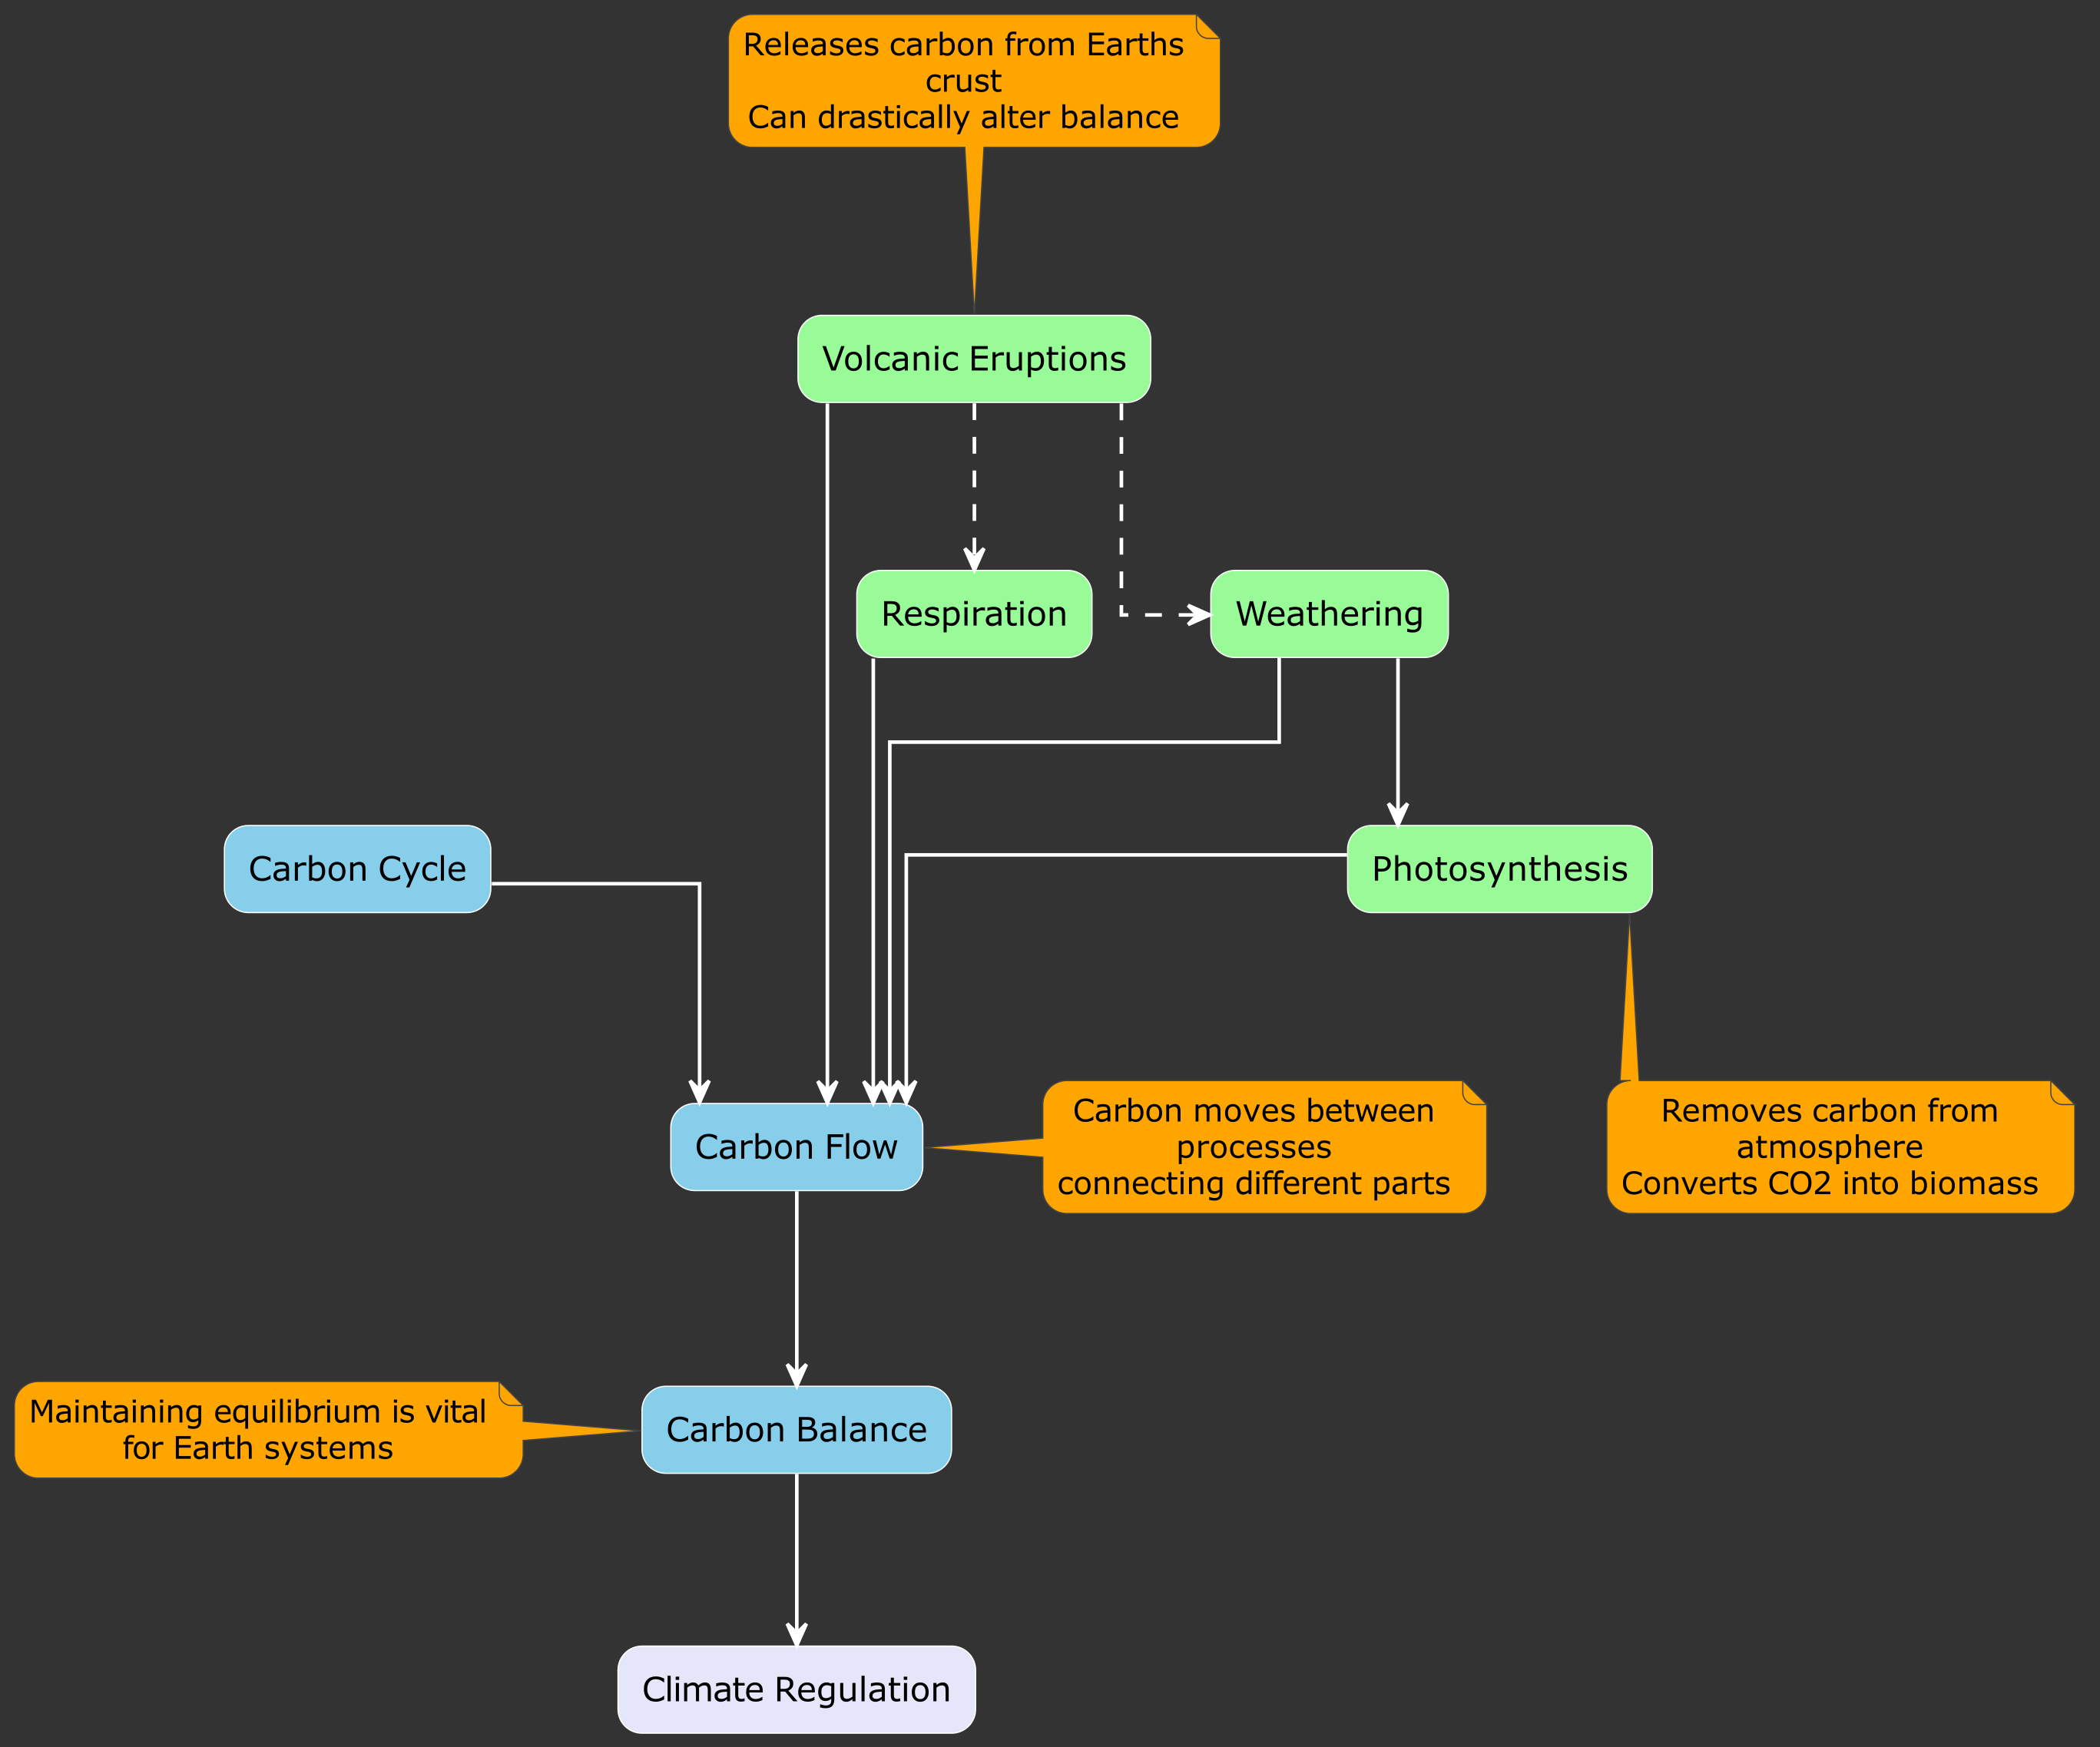 Releases carbon from Earths
crust
Can drastically alter balance
Volcanic Eruptions
Respiration
Weathering
Carbon Cycle
Photosynthesis
Carbon Flow
Carbon moves between
processes
connecting different parts
Removes carbon from
atmosphere
Converts CO2 into biomass
Maintaining equilibrium is vital
for Earth systems
Carbon Balance
Climate Regulation